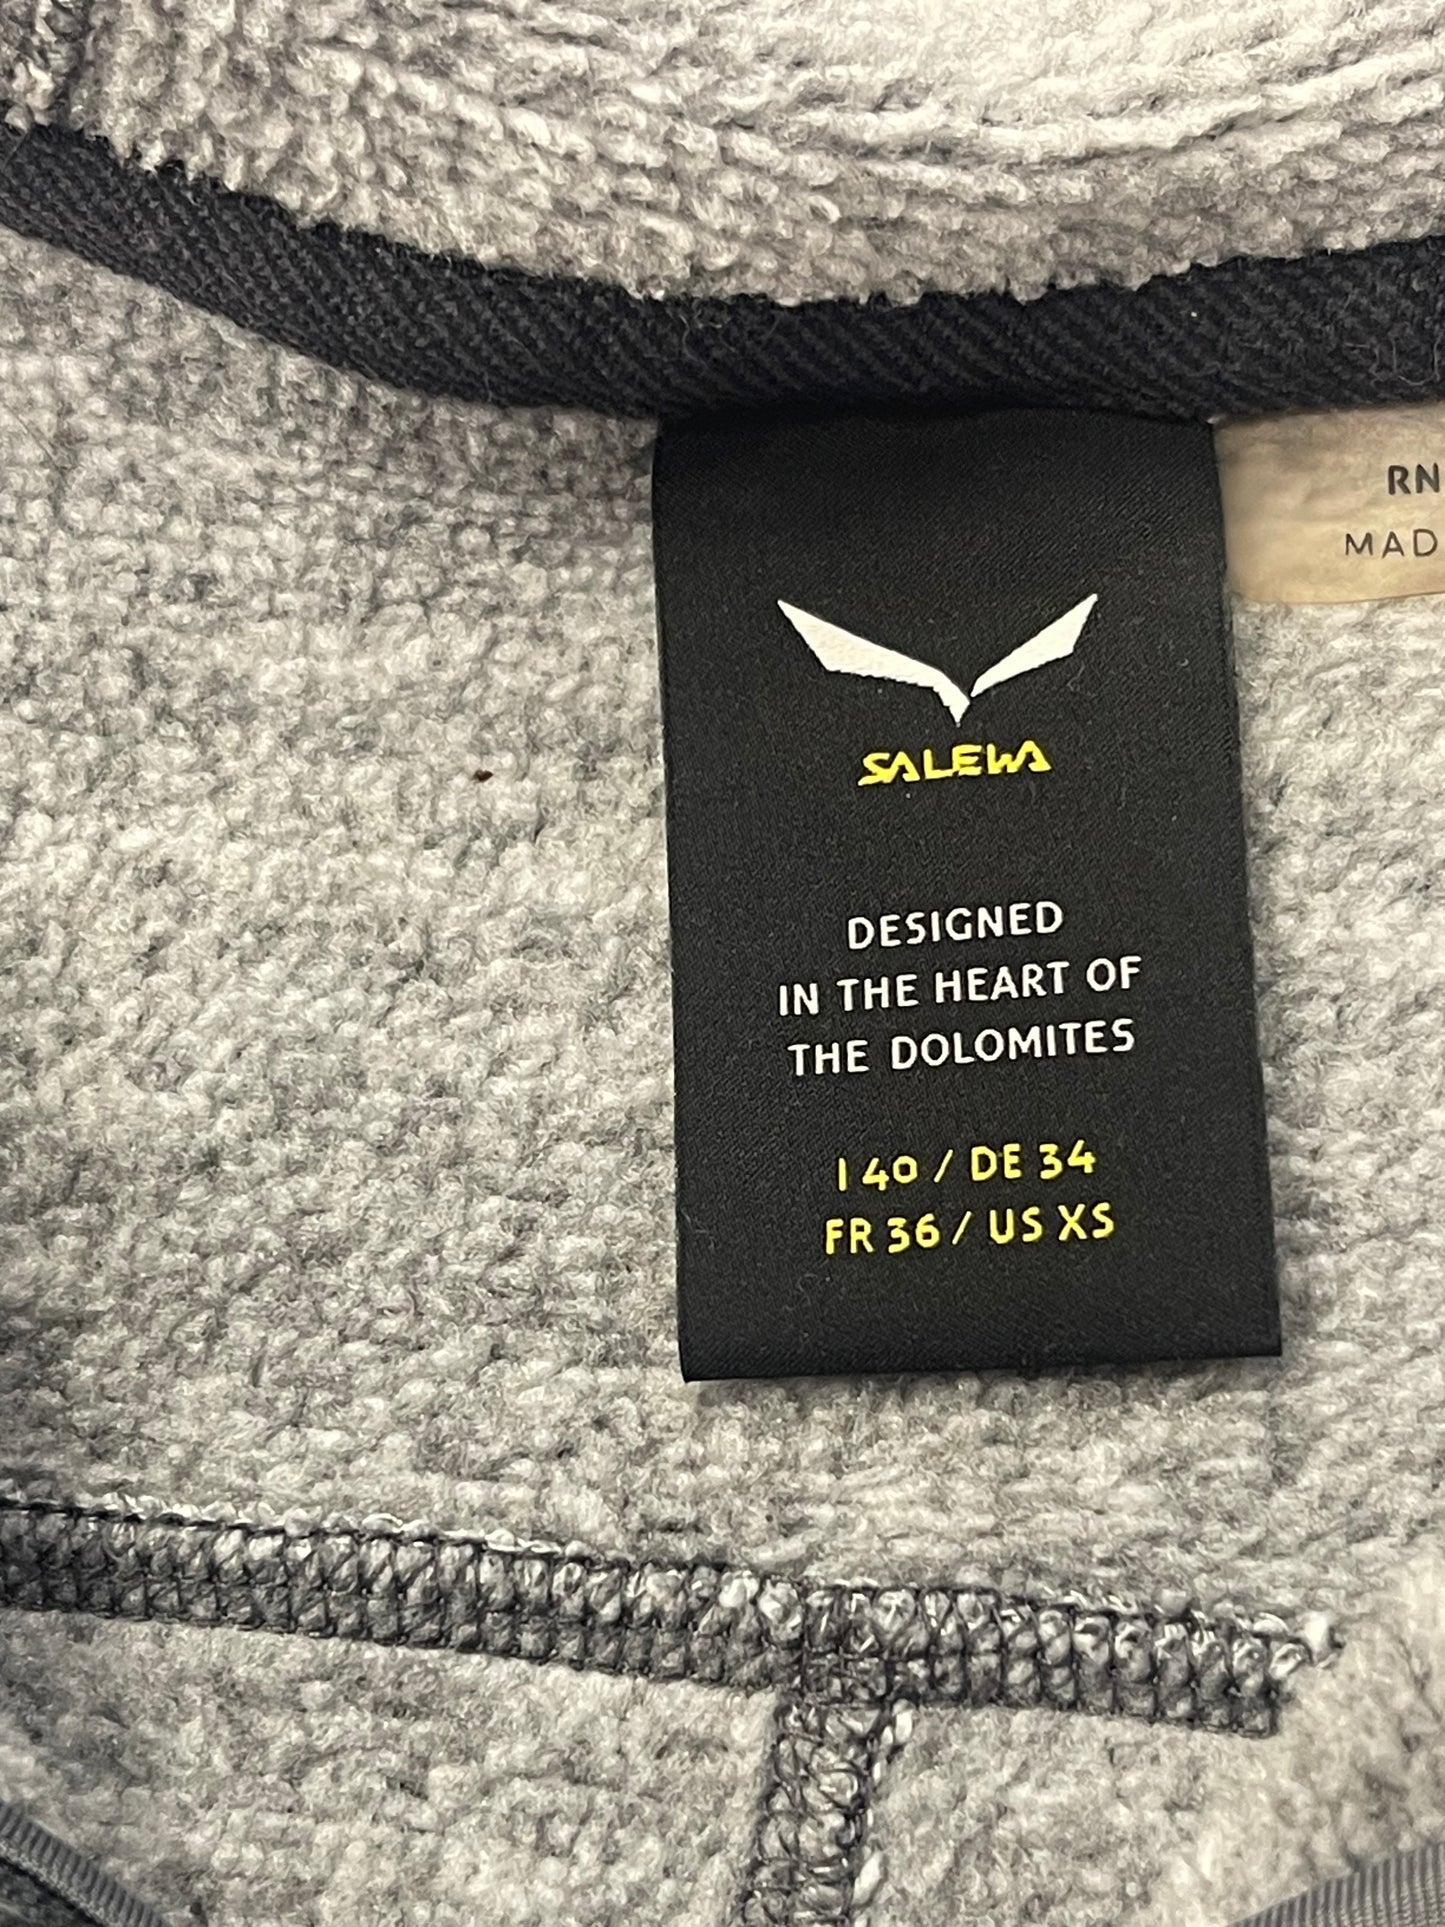 SALEWA
DESIGNED
IN THE HEART OF
THE DOLOMITES
I 40 / DE 34
FR 36 / US XS
RN
MAD